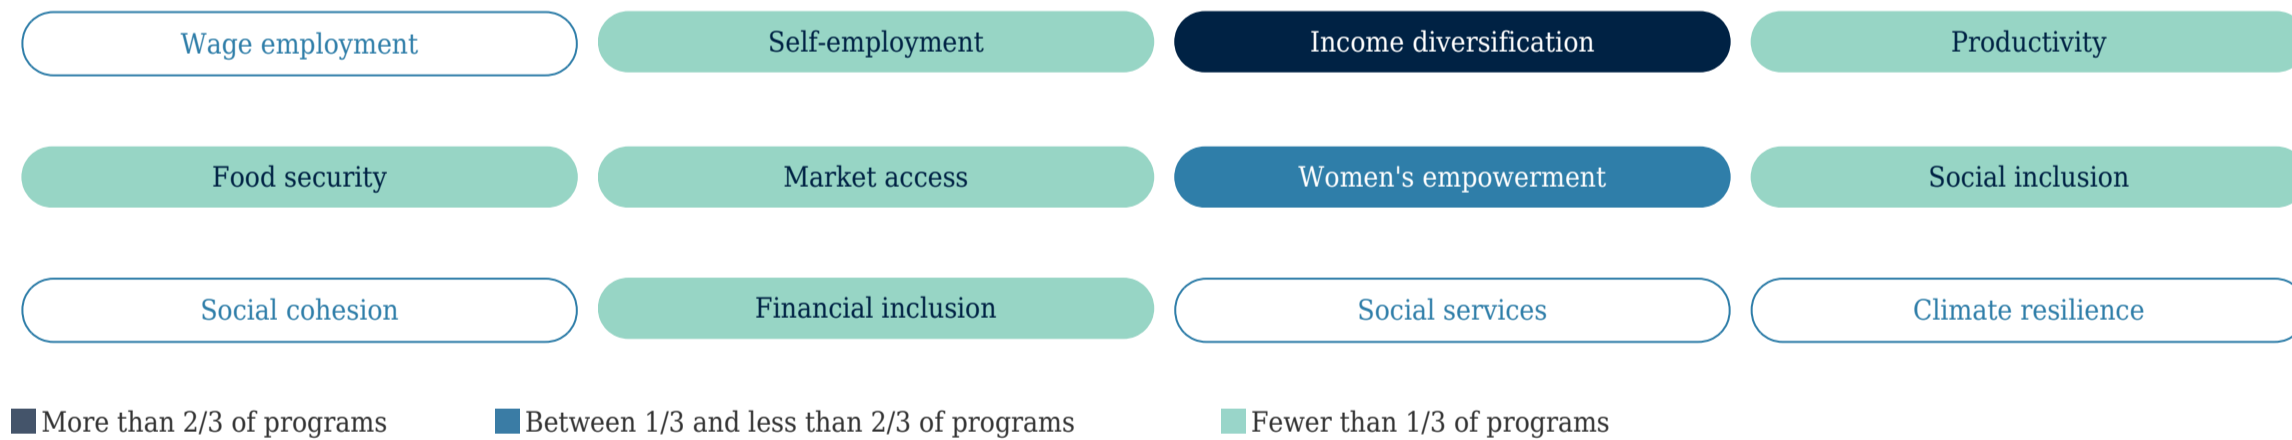 Wage employment
Self-employment
Income diversification
Productivity
Food security
Market access
Women's empowerment
Social inclusion
Social cohesion
Financial inclusion
Social services
Climate resilience
More than 2/3 of programs
Between 1/3 and less than 2/3 of programs
Fewer than 1/3 of programs